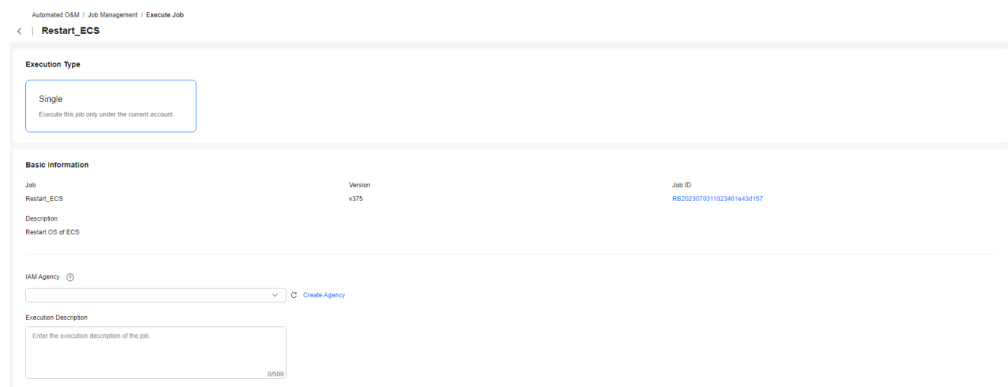 Automated O&M / Job Management / Execute Job
Restart_ECS
Execution Type
Single
Execute this job only under the current account.
Basic Information
Job
Version
Job ID
Restart_ECS
v375
RB2023070311023401e43d157
Description
Restart OS of ECS
IAM Agency
Create Agency
Execution Description
Enter the execution description of the job.
0/500